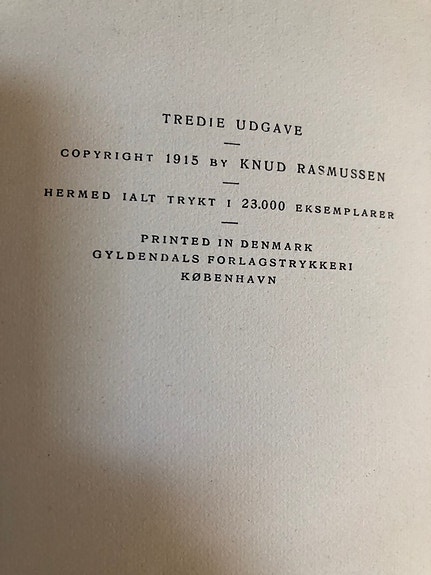 TREDIE UDGAVE
COPYRIGHT 1915 BY KNUD RASMUSSEN
HERMED IALT TRYKT I 23.000 EKSEMPLARER
PRINTED IN DENMARK
GYLDENDALS FORLAGSTRYKKERI
KØBENHAVN